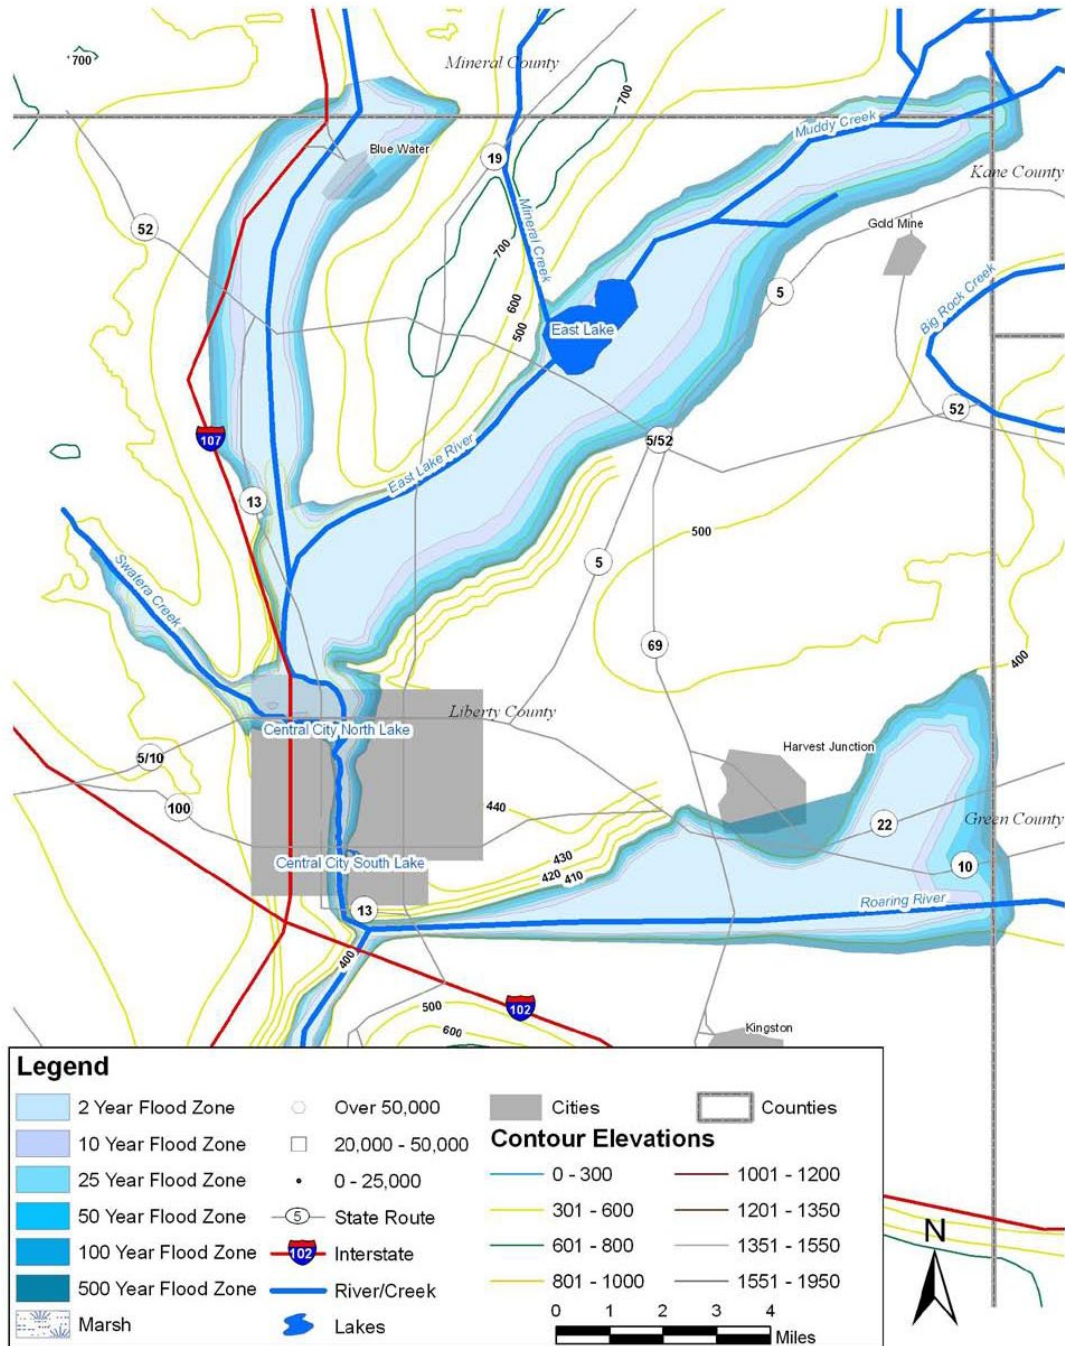 Mineral County
700
700
Muddy Creek
Blue Water
19
Kane County
Mineral Creek
52
Gold Mine
700
5
Big Rock Creek
600
500
East Lake
52
107
5/52
East Lake River
13
500
Swatera Creek
5
69
400
Liberty County
Central City North Lake
Harvest Junction
5/10
100
440
22
Green County
430
420 410
Central City South Lake
10
13
Roaring River
400
500
102
600
Kingston
Legend
2 Year Flood Zone
10 Year Flood Zone
25 Year Flood Zone
50 Year Flood Zone
100 Year Flood Zone
500 Year Flood Zone
Marsh
Over 50,000
20,000 - 50,000
0 - 25,000
5 State Route
102 Interstate
River/Creek
Lakes
Cities
Counties
Contour Elevations
0 - 300
301 - 600
601 - 800
801 - 1000
1001 - 1200
1201 - 1350
1351 - 1550
1551 - 1950
0 1 2 3 4
Miles
N